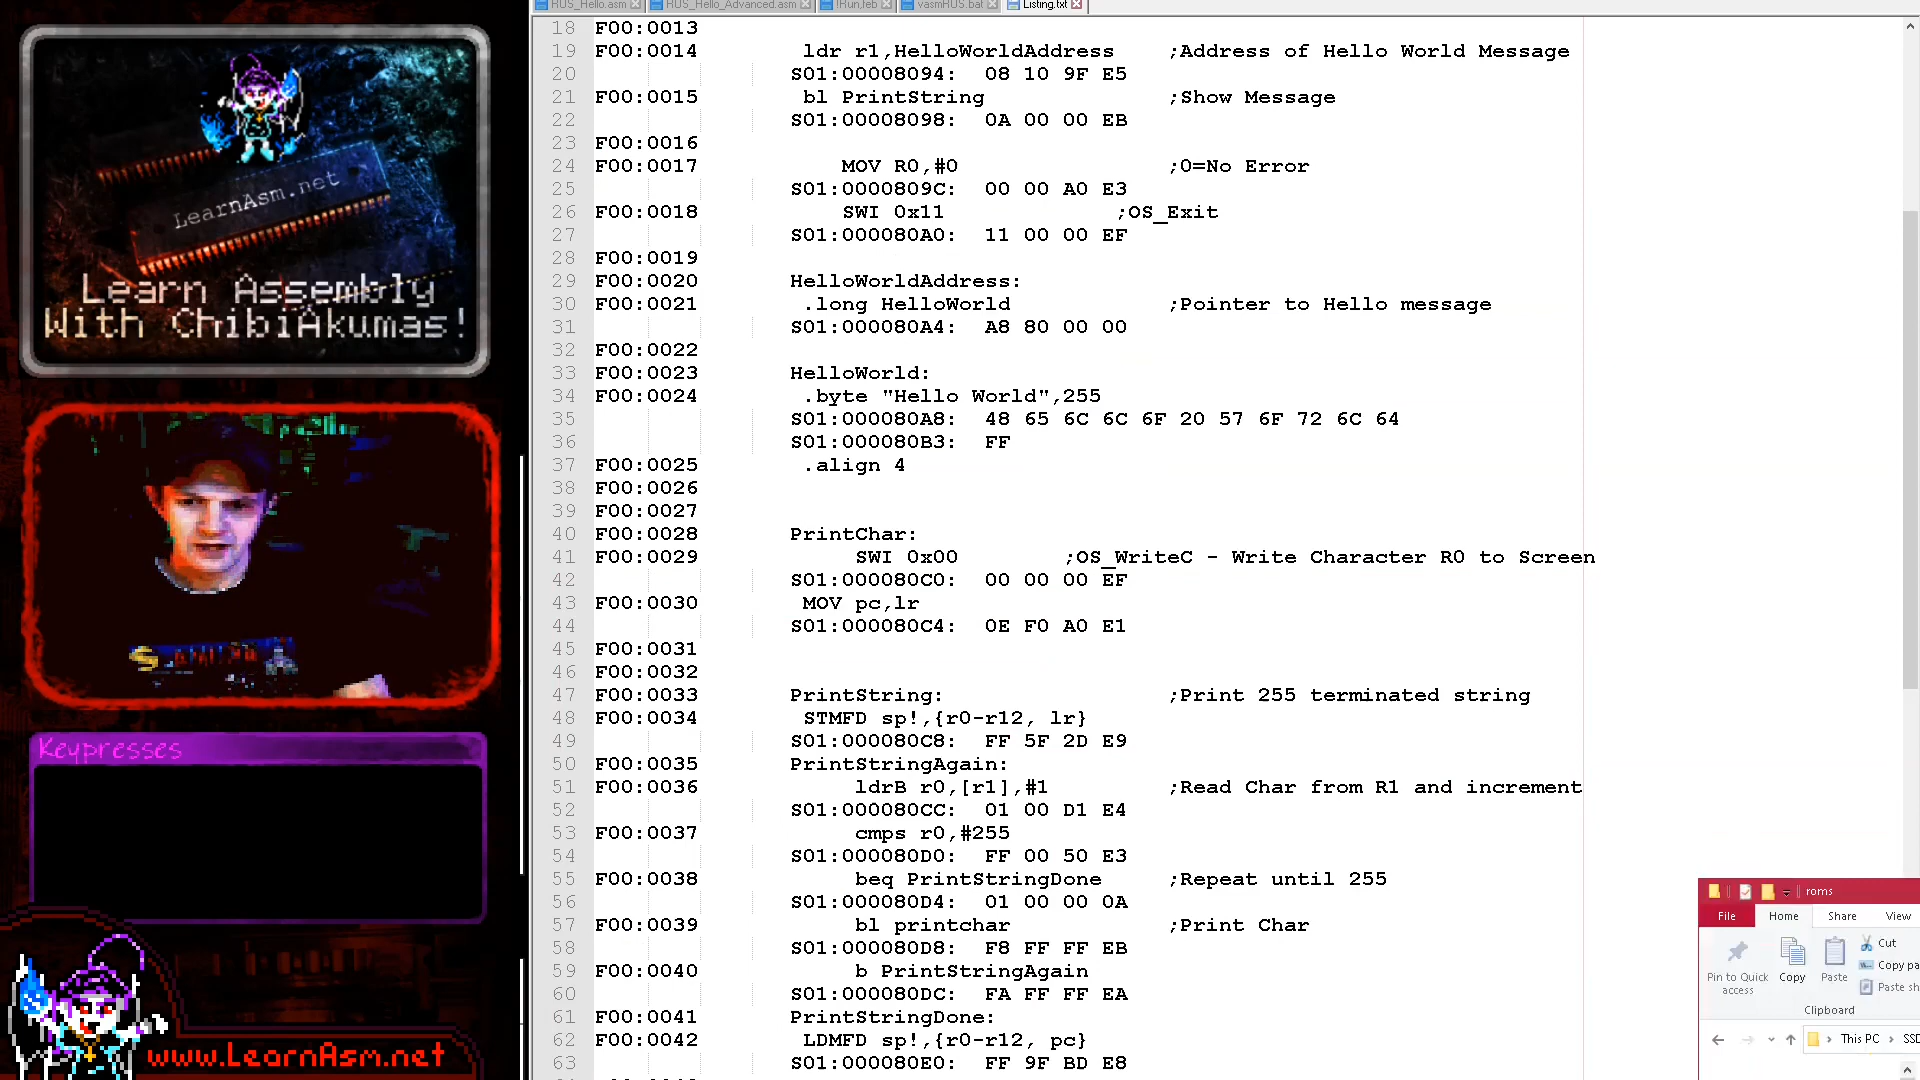 RUS_Hello.asm RUS_Hello_Advanced.asm !Run.feb vasmRUS.bat Listing.txt
18 F00:0013
19 F00:0014 ldr r1,HelloWorldAddress ;Address of Hello World Message
20 S01:00008094: 08 10 9F E5
21 F00:0015 bl PrintString ;Show Message
22 S01:00008098: 0A 00 00 EB
23 F00:0016
24 F00:0017 MOV R0,#0 ;0=No Error
25 S01:0000809C: 00 00 A0 E3
26 F00:0018 SWI 0x11 ;OS_Exit
27 S01:000080A0: 11 00 00 EF
28 F00:0019
29 F00:0020 HelloWorldAddress:
30 F00:0021 .long HelloWorld ;Pointer to Hello message
31 S01:000080A4: A8 80 00 00
32 F00:0022
33 F00:0023 HelloWorld:
34 F00:0024 .byte "Hello World",255
35 S01:000080A8: 48 65 6C 6C 6F 20 57 6F 72 6C 64
36 S01:000080B3: FF
37 F00:0025 .align 4
38 F00:0026
39 F00:0027
40 F00:0028 PrintChar:
41 F00:0029 SWI 0x00 ;OS_WriteC - Write Character R0 to Screen
42 S01:000080C0: 00 00 00 EF
43 F00:0030 MOV pc,lr
44 S01:000080C4: 0E F0 A0 E1
45 F00:0031
46 F00:0032
47 F00:0033 PrintString: ;Print 255 terminated string
48 F00:0034 STMFD sp!,{r0-r12, lr}
49 S01:000080C8: FF 5F 2D E9
50 F00:0035 PrintStringAgain:
51 F00:0036 ldrB r0,[r1],#1 ;Read Char from R1 and increment
52 S01:000080CC: 01 00 D1 E4
53 F00:0037 cmps r0,#255
54 S01:000080D0: FF 00 50 E3
55 F00:0038 beq PrintStringDone ;Repeat until 255
56 S01:000080D4: 01 00 00 0A
57 F00:0039 bl printchar ;Print Char
58 S01:000080D8: F8 FF FF EB
59 F00:0040 b PrintStringAgain
60 S01:000080DC: FA FF FF EA
61 F00:0041 PrintStringDone:
62 F00:0042 LDMFD sp!,{r0-r12, pc}
63 S01:000080E0: FF 9F BD E8
LearnAsm.net
Learn Assembly
With ChibiAkumas!
Keypresses
www.LearnAsm.net
roms
File Home Share View
Pin to Quick access
Copy
Paste
Cut
Copy pa
Paste sh
Clipboard
This PC > SSD